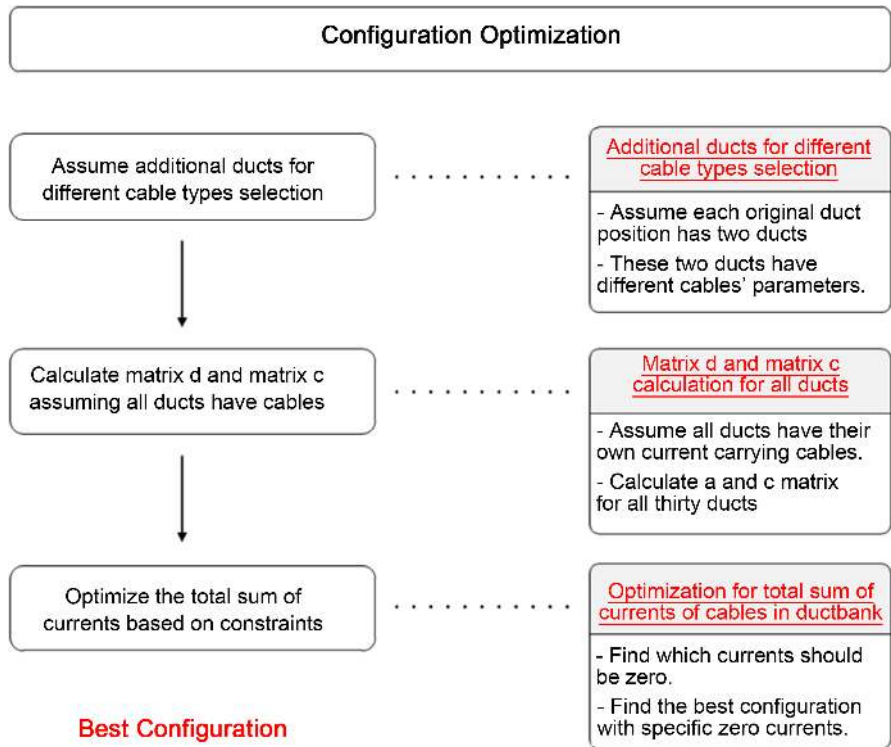 Configuration Optimization
Assume additional ducts for
different cable types selection
Additional ducts for different
cable types selection
- Assume each original duct
position has two ducts
- These two ducts have
different cables' parameters.
Calculate matrix d and matrix c
assuming all ducts have cables
Matrix d and matrix c
calculation for all ducts
- Assume all ducts have their
own current carrying cables.
- Calculate a and c matrix
for all thirty ducts
Optimize the total sum of
currents based on constraints
Optimization for total sum of
currents of cables in ductbank
- Find which currents should
be zero.
- Find the best configuration
with specific zero currents.
Best Configuration